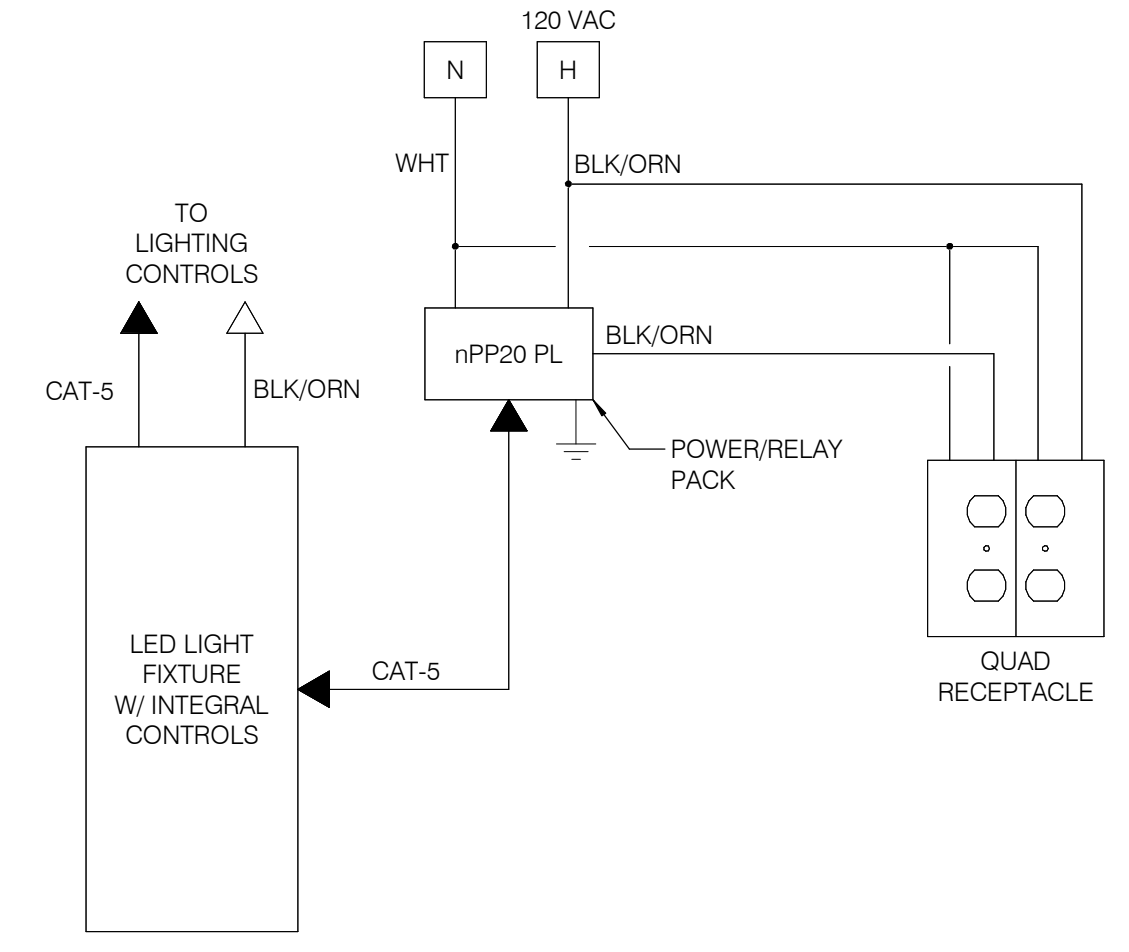 120 VAC
N
H
WHT
BLK/ORN
TO
LIGHTING
CONTROLS
nPP20 PL
BLK/ORN
CAT-5
BLK/ORN
POWER/RELAY
PACK
LED LIGHT
FIXTURE
W/ INTEGRAL
CONTROLS
CAT-5
QUAD
RECEPTACLE